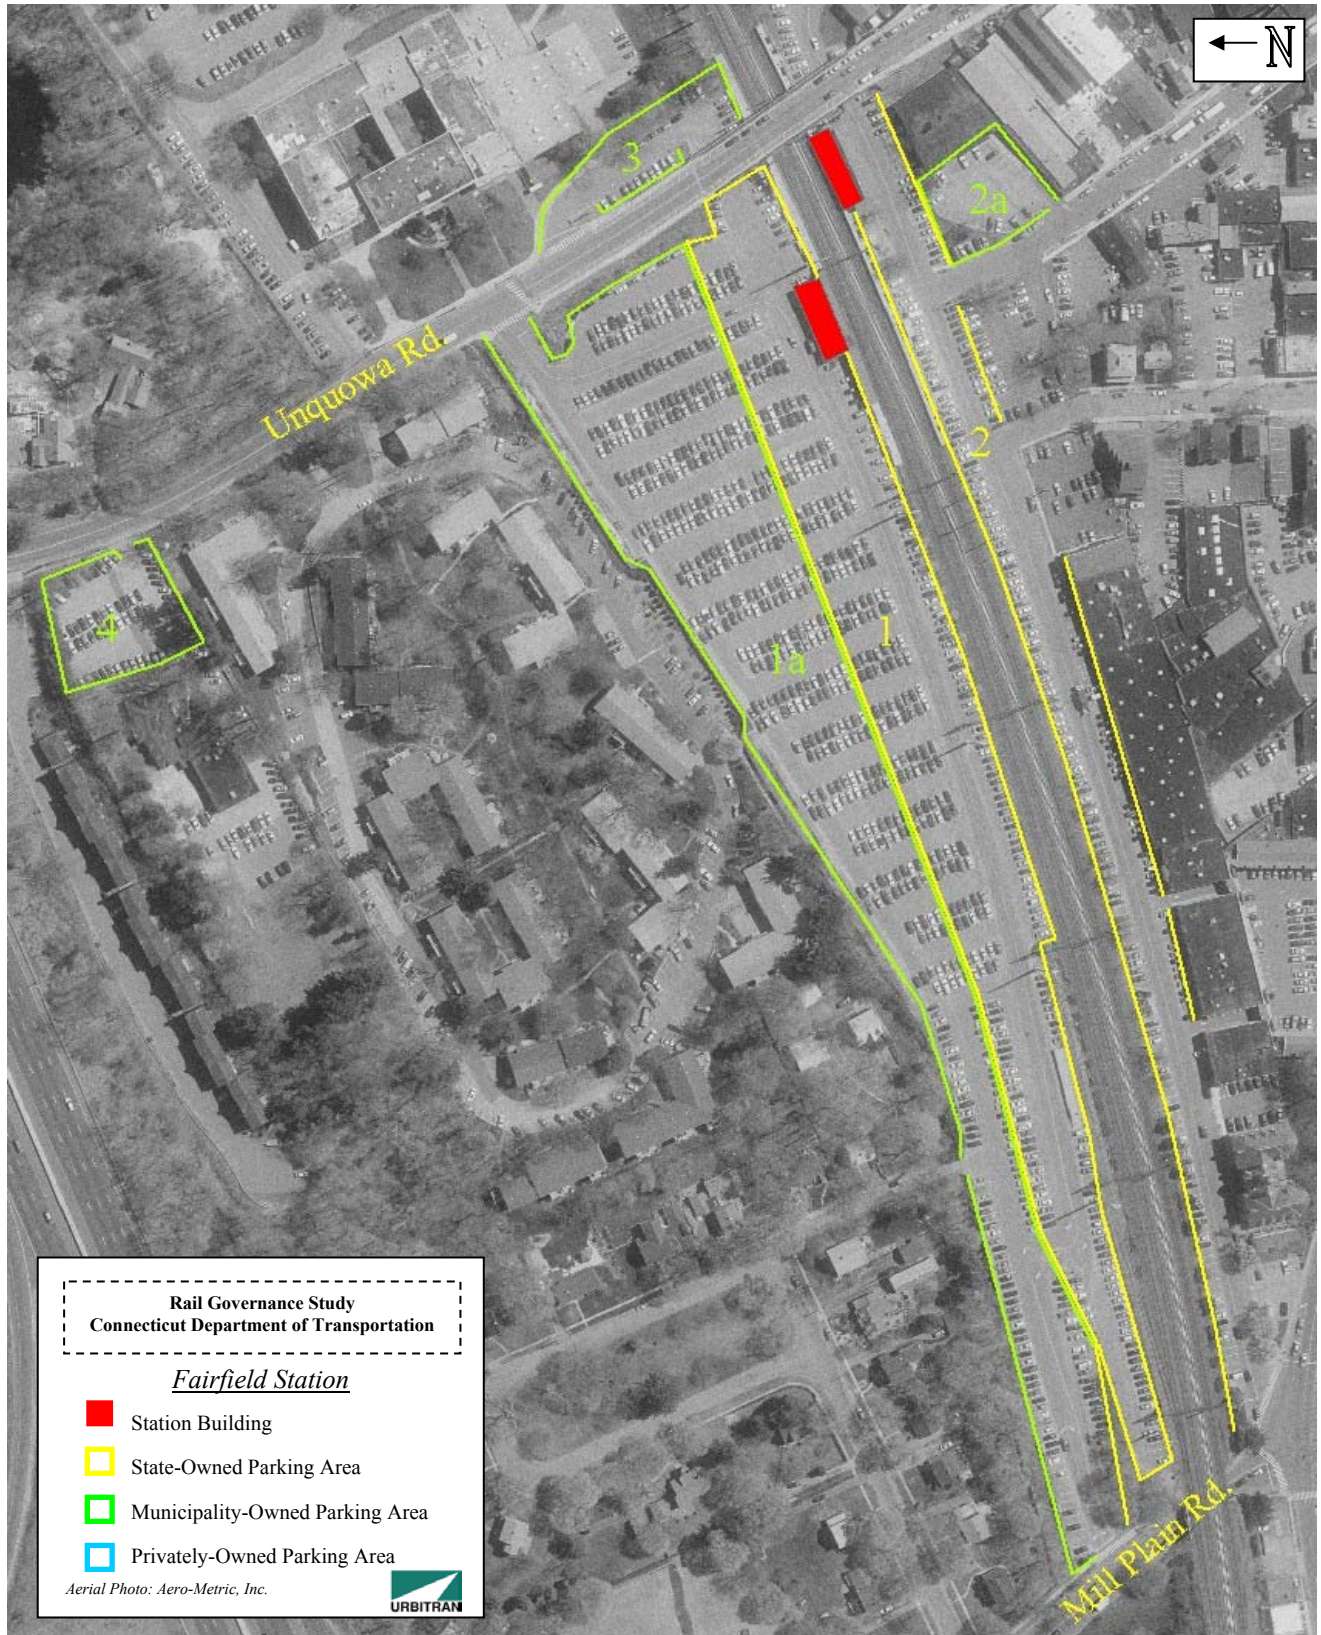 N
3
2a
Unquowa Rd.
2
4
1
1a
Mill Plain Rd.
Rail Governance Study
Connecticut Department of Transportation
Fairfield Station
Station Building
State-Owned Parking Area
Municipality-Owned Parking Area
Privately-Owned Parking Area
Aerial Photo: Aero-Metric, Inc.
URBITRAN